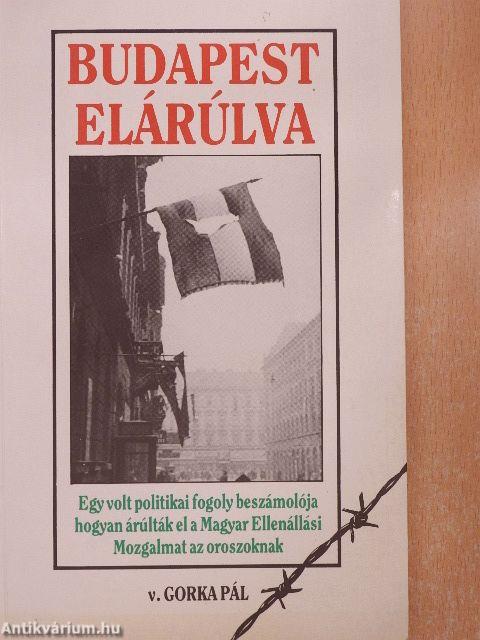 BUDAPEST
ELÁRÚLVA
Egy volt politikai fogoly beszámolója
hogyan árúlták el a Magyar Ellenállási
Mozgalmat az oroszoknak
v. GORKA PÁL
Antikvárium.hu